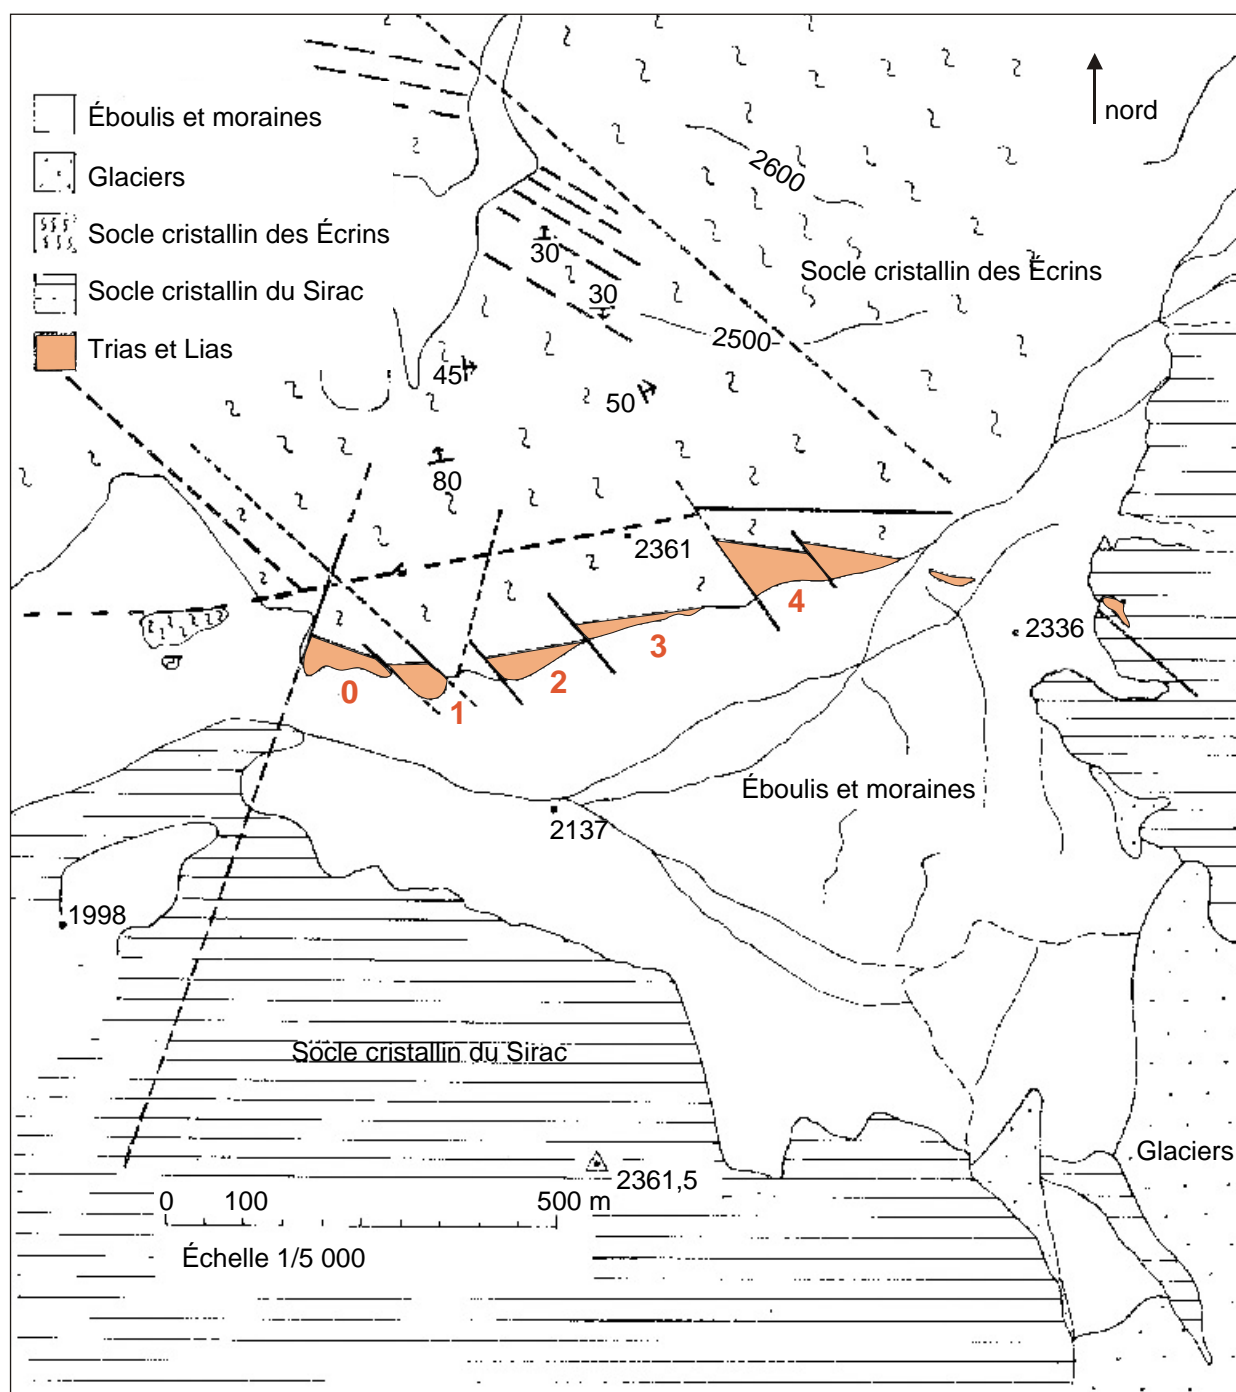 nord
Éboulis et moraines
Glaciers
Socle cristallin des Écrins
Socle cristallin du Sirac
Trias et Lias
2600
Socle cristallin des Écrins
30
30
2500
45
50
80
2361
4
2336
3
2
0
1
Éboulis et moraines
2137
1998
Socle cristallin du Sirac
Glaciers
2361,5
0 100 500 m
Échelle 1/5 000